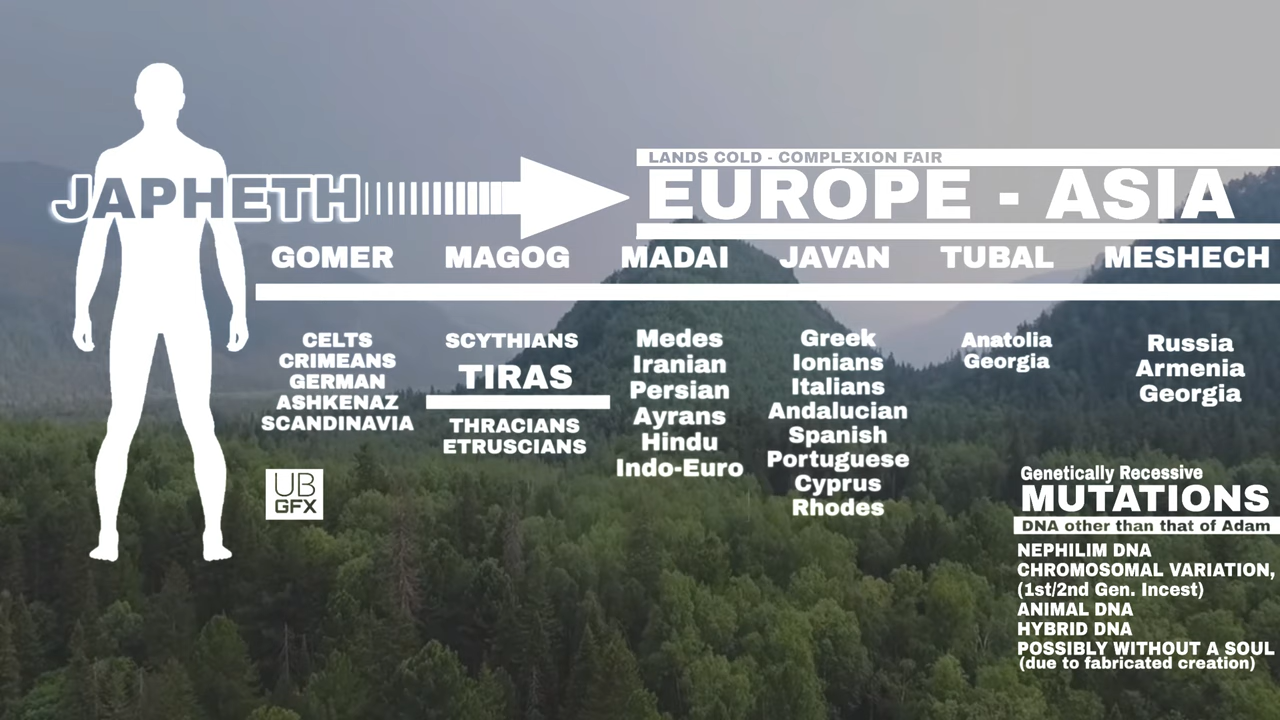 JAPHETH
LANDS COLD - COMPLEXION FAIR
EUROPE - ASIA
GOMER
MAGOG
MADAI
JAVAN
TUBAL
MESHECH
CELTS
CRIMEANS
GERMAN
ASHKENAZ
SCANDINAVIA
SCYTHIANS
TIRAS
THRACIANS
ETRUSCIANS
Medes
Iranian
Persian
Ayrans
Hindu
Indo-Euro
Greek
Ionians
Italians
Andalucian
Spanish
Portuguese
Cyprus
Rhodes
Anatolia
Georgia
Russia
Armenia
Georgia
UB
GFX
Genetically Recessive
MUTATIONS
DNA other than that of Adam
NEPHILIM DNA
CHROMOSOMAL VARIATION,
(1st/2nd Gen. Incest)
ANIMAL DNA
HYBRID DNA
POSSIBLY WITHOUT A SOUL
(due to fabricated creation)